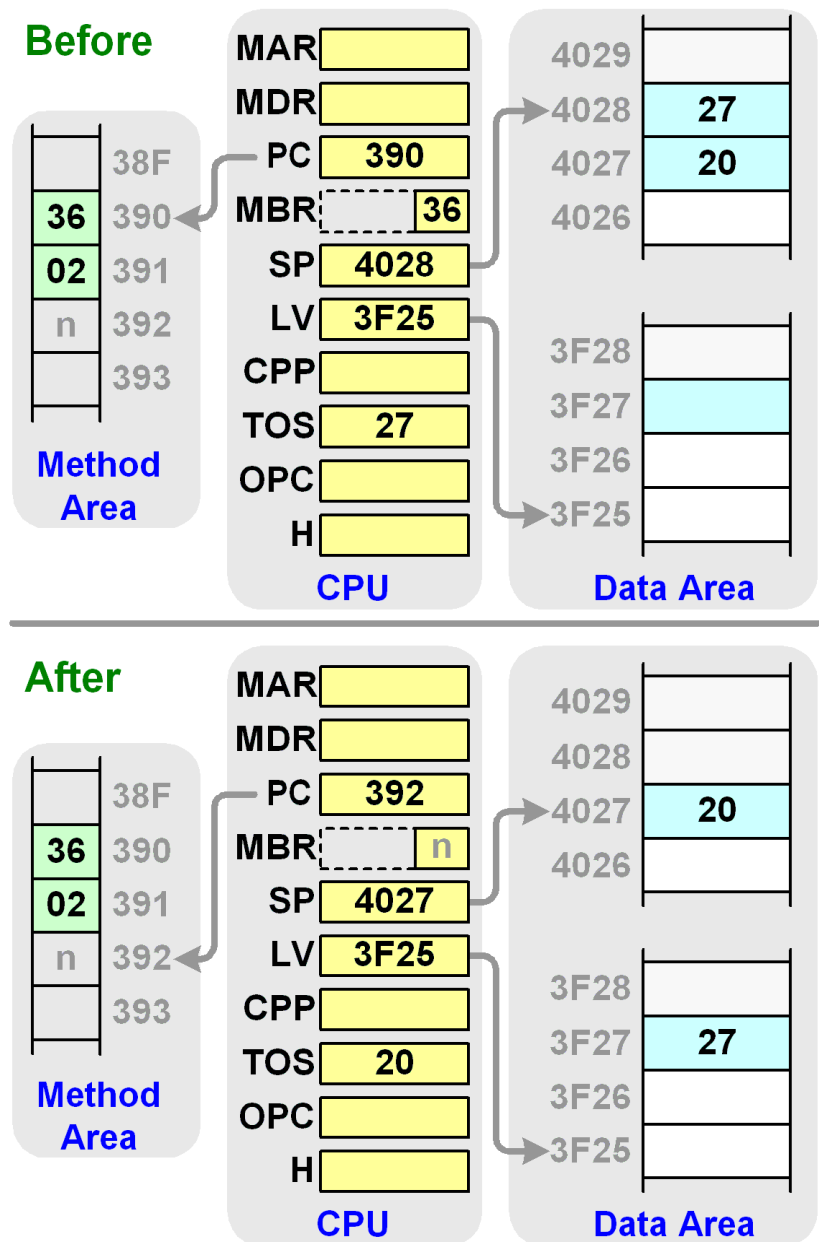 Before
38F
36 390
02 391
n 392
393
Method
Area
MAR
MDR
PC 390
MBR 36
SP 4028
LV 3F25
CPP
TOS 27
OPC
H
CPU
4029
4028 27
4027 20
4026
3F28
3F27
3F26
3F25
Data Area
After
38F
36 390
02 391
n 392
393
Method
Area
MAR
MDR
PC 392
MBR n
SP 4027
LV 3F25
CPP
TOS 20
OPC
H
CPU
4029
4028
4027 20
4026
3F28
3F27 27
3F26
3F25
Data Area